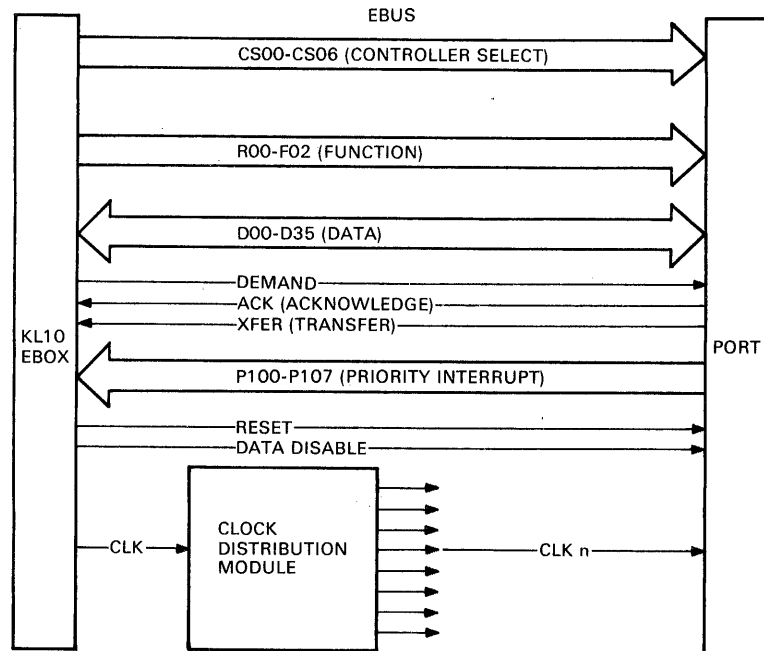 EBUS
CS00-CS06 (CONTROLLER SELECT)
R00-F02 (FUNCTION)
D00-D35 (DATA)
DEMAND
ACK (ACKNOWLEDGE)
XFER (TRANSFER)
KL10
EBOX
PORT
P100-P107 (PRIORITY INTERRUPT)
RESET
DATA DISABLE
CLK
CLOCK
DISTRIBUTION
MODULE
CLK n